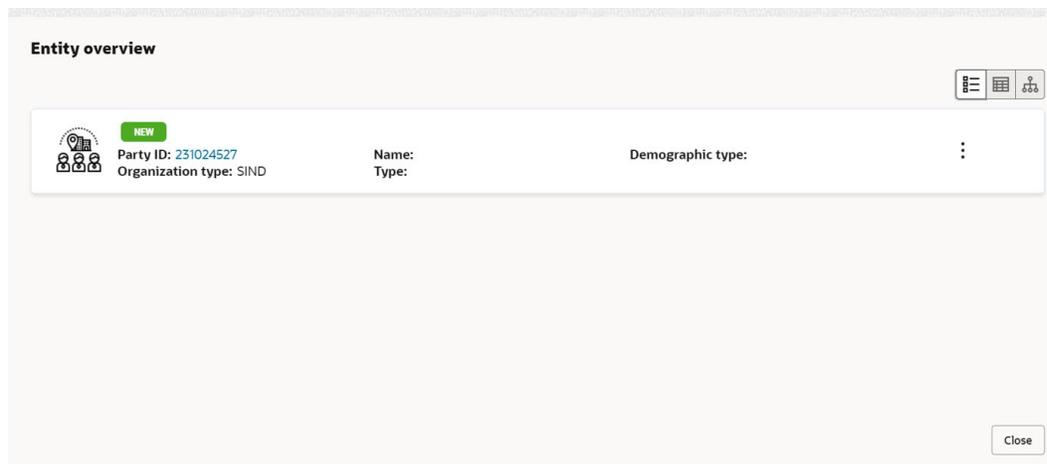 Entity overview
NEW
Party ID: 231024527 Name: Demographic type:
Organization type: SIND Type:
Close